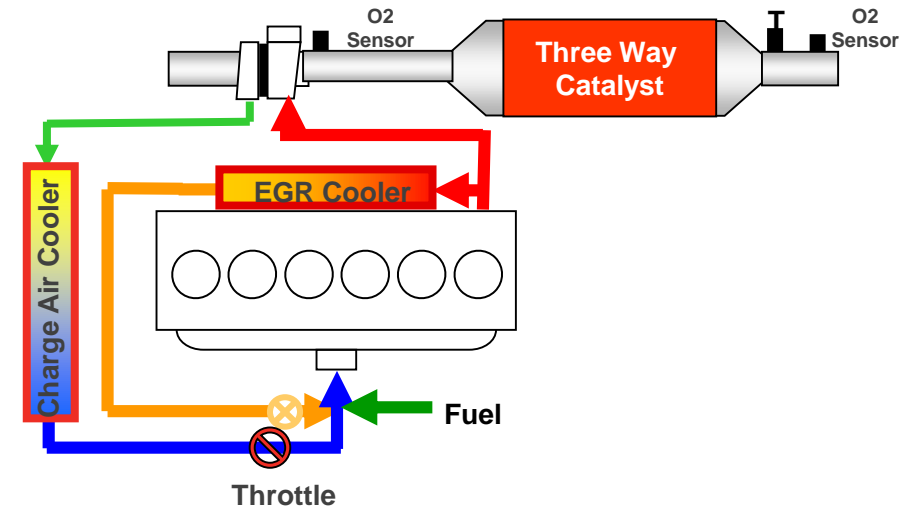 O2
Sensor
O2
Sensor
Three Way
Catalyst
EGR Cooler
Charge Air Cooler
Fuel
Throttle